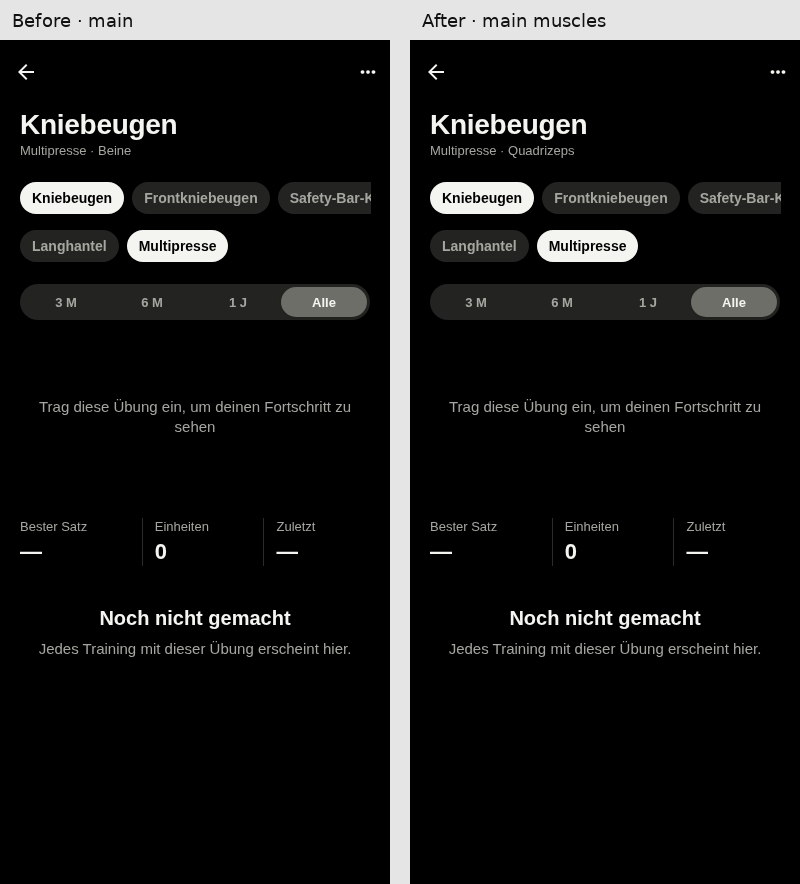 Before · main
Kniebeugen
Multipresse · Beine
Kniebeugen Frontkniebeugen Safety-Bar-K
Langhantel Multipresse
3 M 6 M 1 J Alle
Trag diese Übung ein, um deinen Fortschritt zu
sehen
Bester Satz Einheiten Zuletzt
— 0 —
Noch nicht gemacht
Jedes Training mit dieser Übung erscheint hier.
After · main muscles
Kniebeugen
Multipresse · Quadrizeps
Kniebeugen Frontkniebeugen Safety-Bar-K
Langhantel Multipresse
3 M 6 M 1 J Alle
Trag diese Übung ein, um deinen Fortschritt zu
sehen
Bester Satz Einheiten Zuletzt
— 0 —
Noch nicht gemacht
Jedes Training mit dieser Übung erscheint hier.